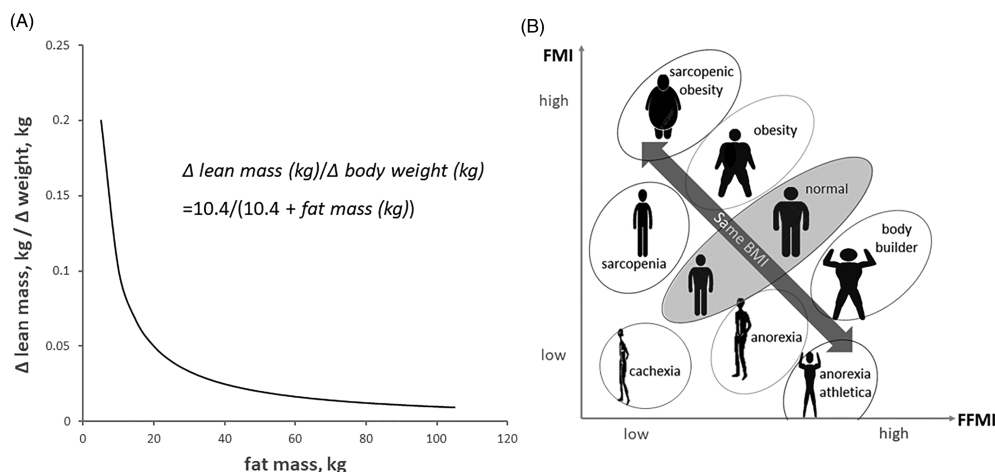 (A)
Δ lean mass, kg / Δ weight, kg
0.25
0.2
0.15
0.1
0.05
0
0
20
40
60
80
100
120
fat mass, kg
Δ lean mass (kg)/Δ body weight (kg)
=10.4/(10.4 + fat mass (kg))
(B)
FMI
high
low
sarcopenic
obesity
obesity
normal
Same BMI
body
builder
sarcopenia
anorexia
cachexia
anorexia
athletica
low
high
FFMI